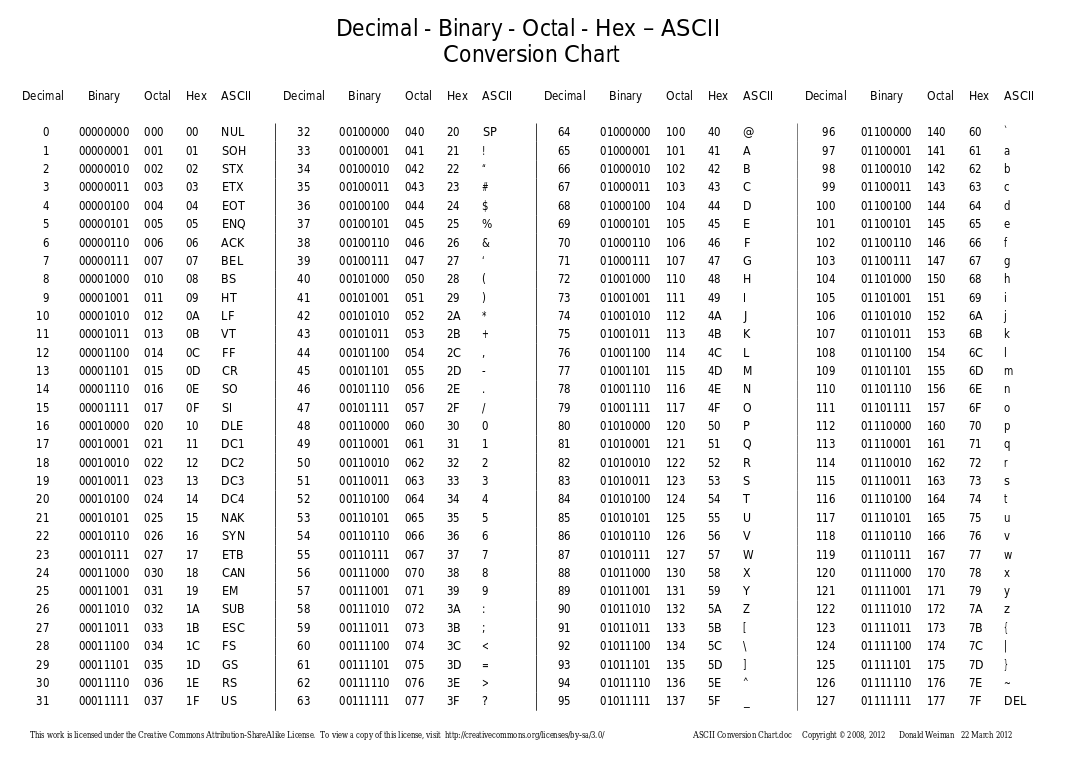 Decimal - Binary - Octal - Hex – ASCII
Conversion Chart
Decimal Binary Octal Hex ASCII Decimal Binary Octal Hex ASCII Decimal Binary Octal Hex ASCII Decimal Binary Octal Hex ASCII
0 00000000 000 00 NUL 32 00100000 040 20 SP 64 01000000 100 40 @ 96 01100000 140 60 `
1 00000001 001 01 SOH 33 00100001 041 21 ! 65 01000001 101 41 A 97 01100001 141 61 a
2 00000010 002 02 STX 34 00100010 042 22 " 66 01000010 102 42 B 98 01100010 142 62 b
3 00000011 003 03 ETX 35 00100011 043 23 # 67 01000011 103 43 C 99 01100011 143 63 c
4 00000100 004 04 EOT 36 00100100 044 24 $ 68 01000100 104 44 D 100 01100100 144 64 d
5 00000101 005 05 ENQ 37 00100101 045 25 % 69 01000101 105 45 E 101 01100101 145 65 e
6 00000110 006 06 ACK 38 00100110 046 26 & 70 01000110 106 46 F 102 01100110 146 66 f
7 00000111 007 07 BEL 39 00100111 047 27 ' 71 01000111 107 47 G 103 01100111 147 67 g
8 00001000 010 08 BS 40 00101000 050 28 ( 72 01001000 110 48 H 104 01101000 150 68 h
9 00001001 011 09 HT 41 00101001 051 29 ) 73 01001001 111 49 I 105 01101001 151 69 i
10 00001010 012 0A LF 42 00101010 052 2A * 74 01001010 112 4A J 106 01101010 152 6A j
11 00001011 013 0B VT 43 00101011 053 2B + 75 01001011 113 4B K 107 01101011 153 6B k
12 00001100 014 0C FF 44 00101100 054 2C , 76 01001100 114 4C L 108 01101100 154 6C l
13 00001101 015 0D CR 45 00101101 055 2D - 77 01001101 115 4D M 109 01101101 155 6D m
14 00001110 016 0E SO 46 00101110 056 2E . 78 01001110 116 4E N 110 01101110 156 6E n
15 00001111 017 0F SI 47 00101111 057 2F / 79 01001111 117 4F O 111 01101111 157 6F o
16 00010000 020 10 DLE 48 00110000 060 30 0 80 01010000 120 50 P 112 01110000 160 70 p
17 00010001 021 11 DC1 49 00110001 061 31 1 81 01010001 121 51 Q 113 01110001 161 71 q
18 00010010 022 12 DC2 50 00110010 062 32 2 82 01010010 122 52 R 114 01110010 162 72 r
19 00010011 023 13 DC3 51 00110011 063 33 3 83 01010011 123 53 S 115 01110011 163 73 s
20 00010100 024 14 DC4 52 00110100 064 34 4 84 01010100 124 54 T 116 01110100 164 74 t
21 00010101 025 15 NAK 53 00110101 065 35 5 85 01010101 125 55 U 117 01110101 165 75 u
22 00010110 026 16 SYN 54 00110110 066 36 6 86 01010110 126 56 V 118 01110110 166 76 v
23 00010111 027 17 ETB 55 00110111 067 37 7 87 01010111 127 57 W 119 01110111 167 77 w
24 00011000 030 18 CAN 56 00111000 070 38 8 88 01011000 130 58 X 120 01111000 170 78 x
25 00011001 031 19 EM 57 00111001 071 39 9 89 01011001 131 59 Y 121 01111001 171 79 y
26 00011010 032 1A SUB 58 00111010 072 3A : 90 01011010 132 5A Z 122 01111010 172 7A z
27 00011011 033 1B ESC 59 00111011 073 3B ; 91 01011011 133 5B [ 123 01111011 173 7B {
28 00011100 034 1C FS 60 00111100 074 3C < 92 01011100 134 5C \ 124 01111100 174 7C |
29 00011101 035 1D GS 61 00111101 075 3D = 93 01011101 135 5D ] 125 01111101 175 7D }
30 00011110 036 1E RS 62 00111110 076 3E > 94 01011110 136 5E ^ 126 01111110 176 7E ~
31 00011111 037 1F US 63 00111111 077 3F ? 95 01011111 137 5F _ 127 01111111 177 7F DEL
This work is licensed under the Creative Commons Attribution-ShareAlike License. To view a copy of this license, visit http://creativecommons.org/licenses/by-sa/3.0/ ASCII Conversion Chart.doc Copyright © 2008, 2012 Donald Weiman 22 March 2012